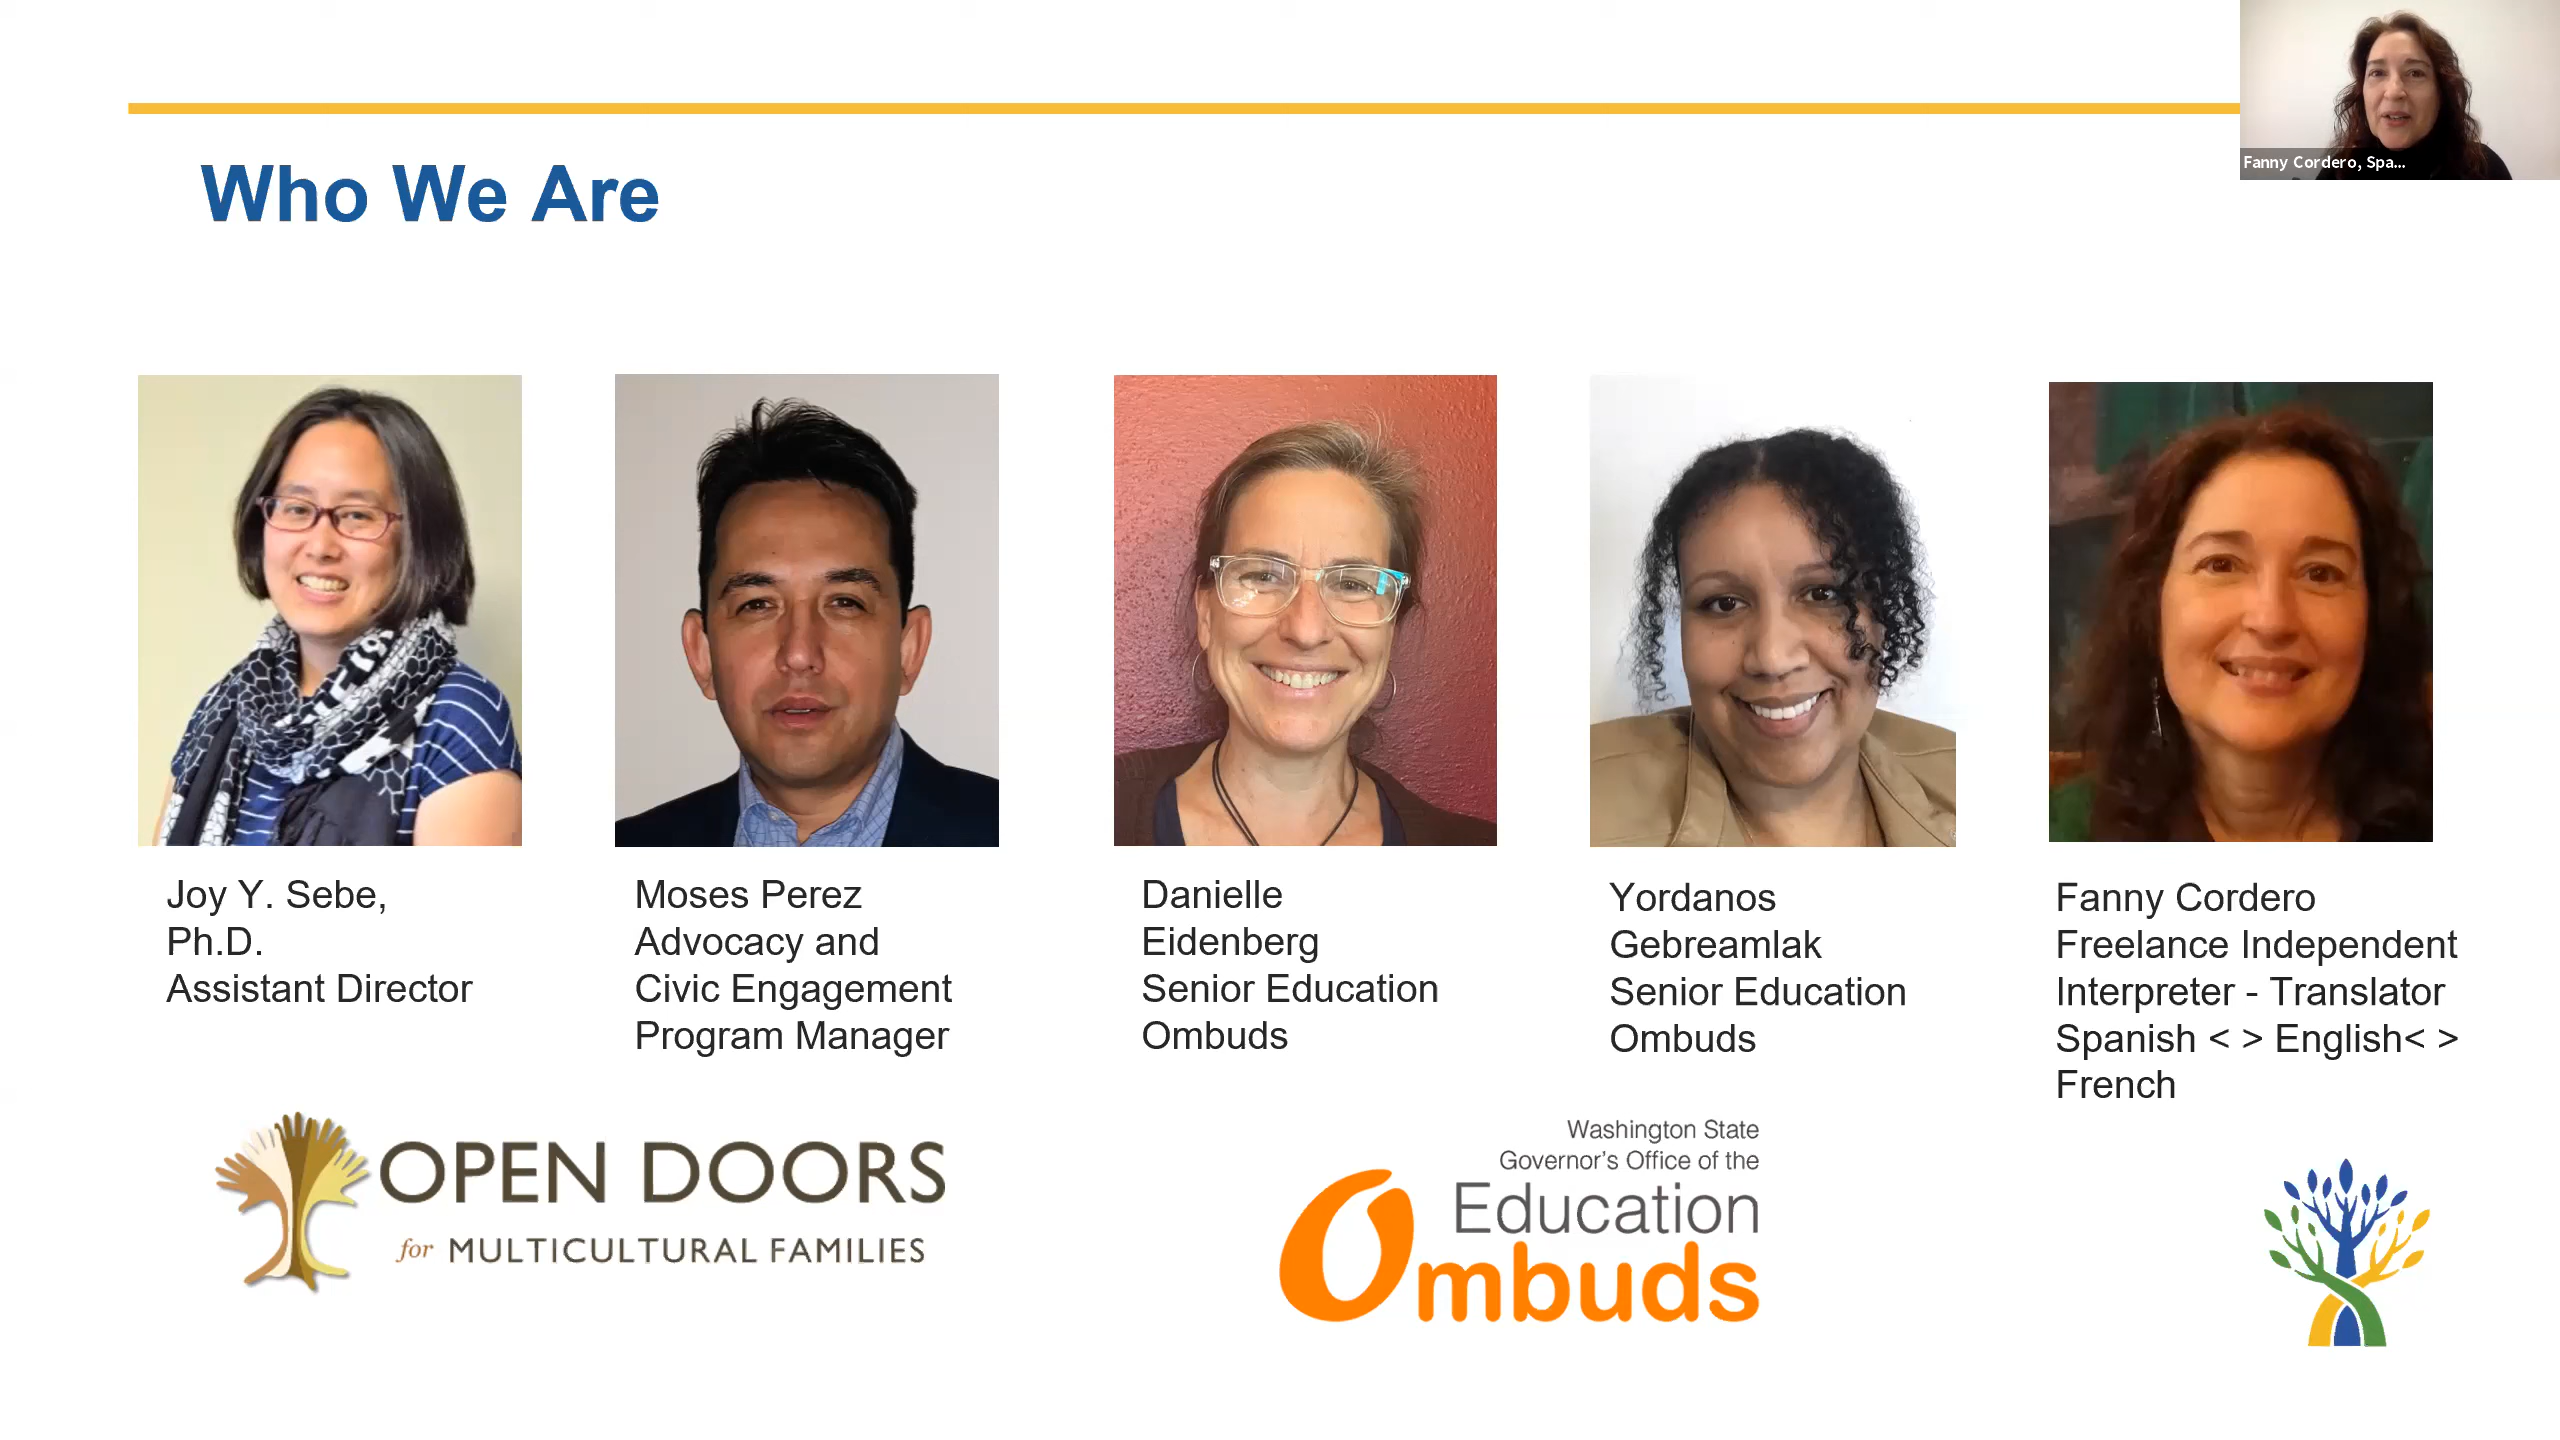 Fanny Cordero, Spa...
Who We Are
Joy Y. Sebe,
Ph.D.
Assistant Director
Moses Perez
Advocacy and
Civic Engagement
Program Manager
Danielle
Eidenberg
Senior Education
Ombuds
Yordanos
Gebreamlak
Senior Education
Ombuds
Fanny Cordero
Freelance Independent
Interpreter - Translator
Spanish < > English< >
French
OPEN DOORS
for MULTICULTURAL FAMILIES
Washington State
Governor's Office of the
Education
Ombuds